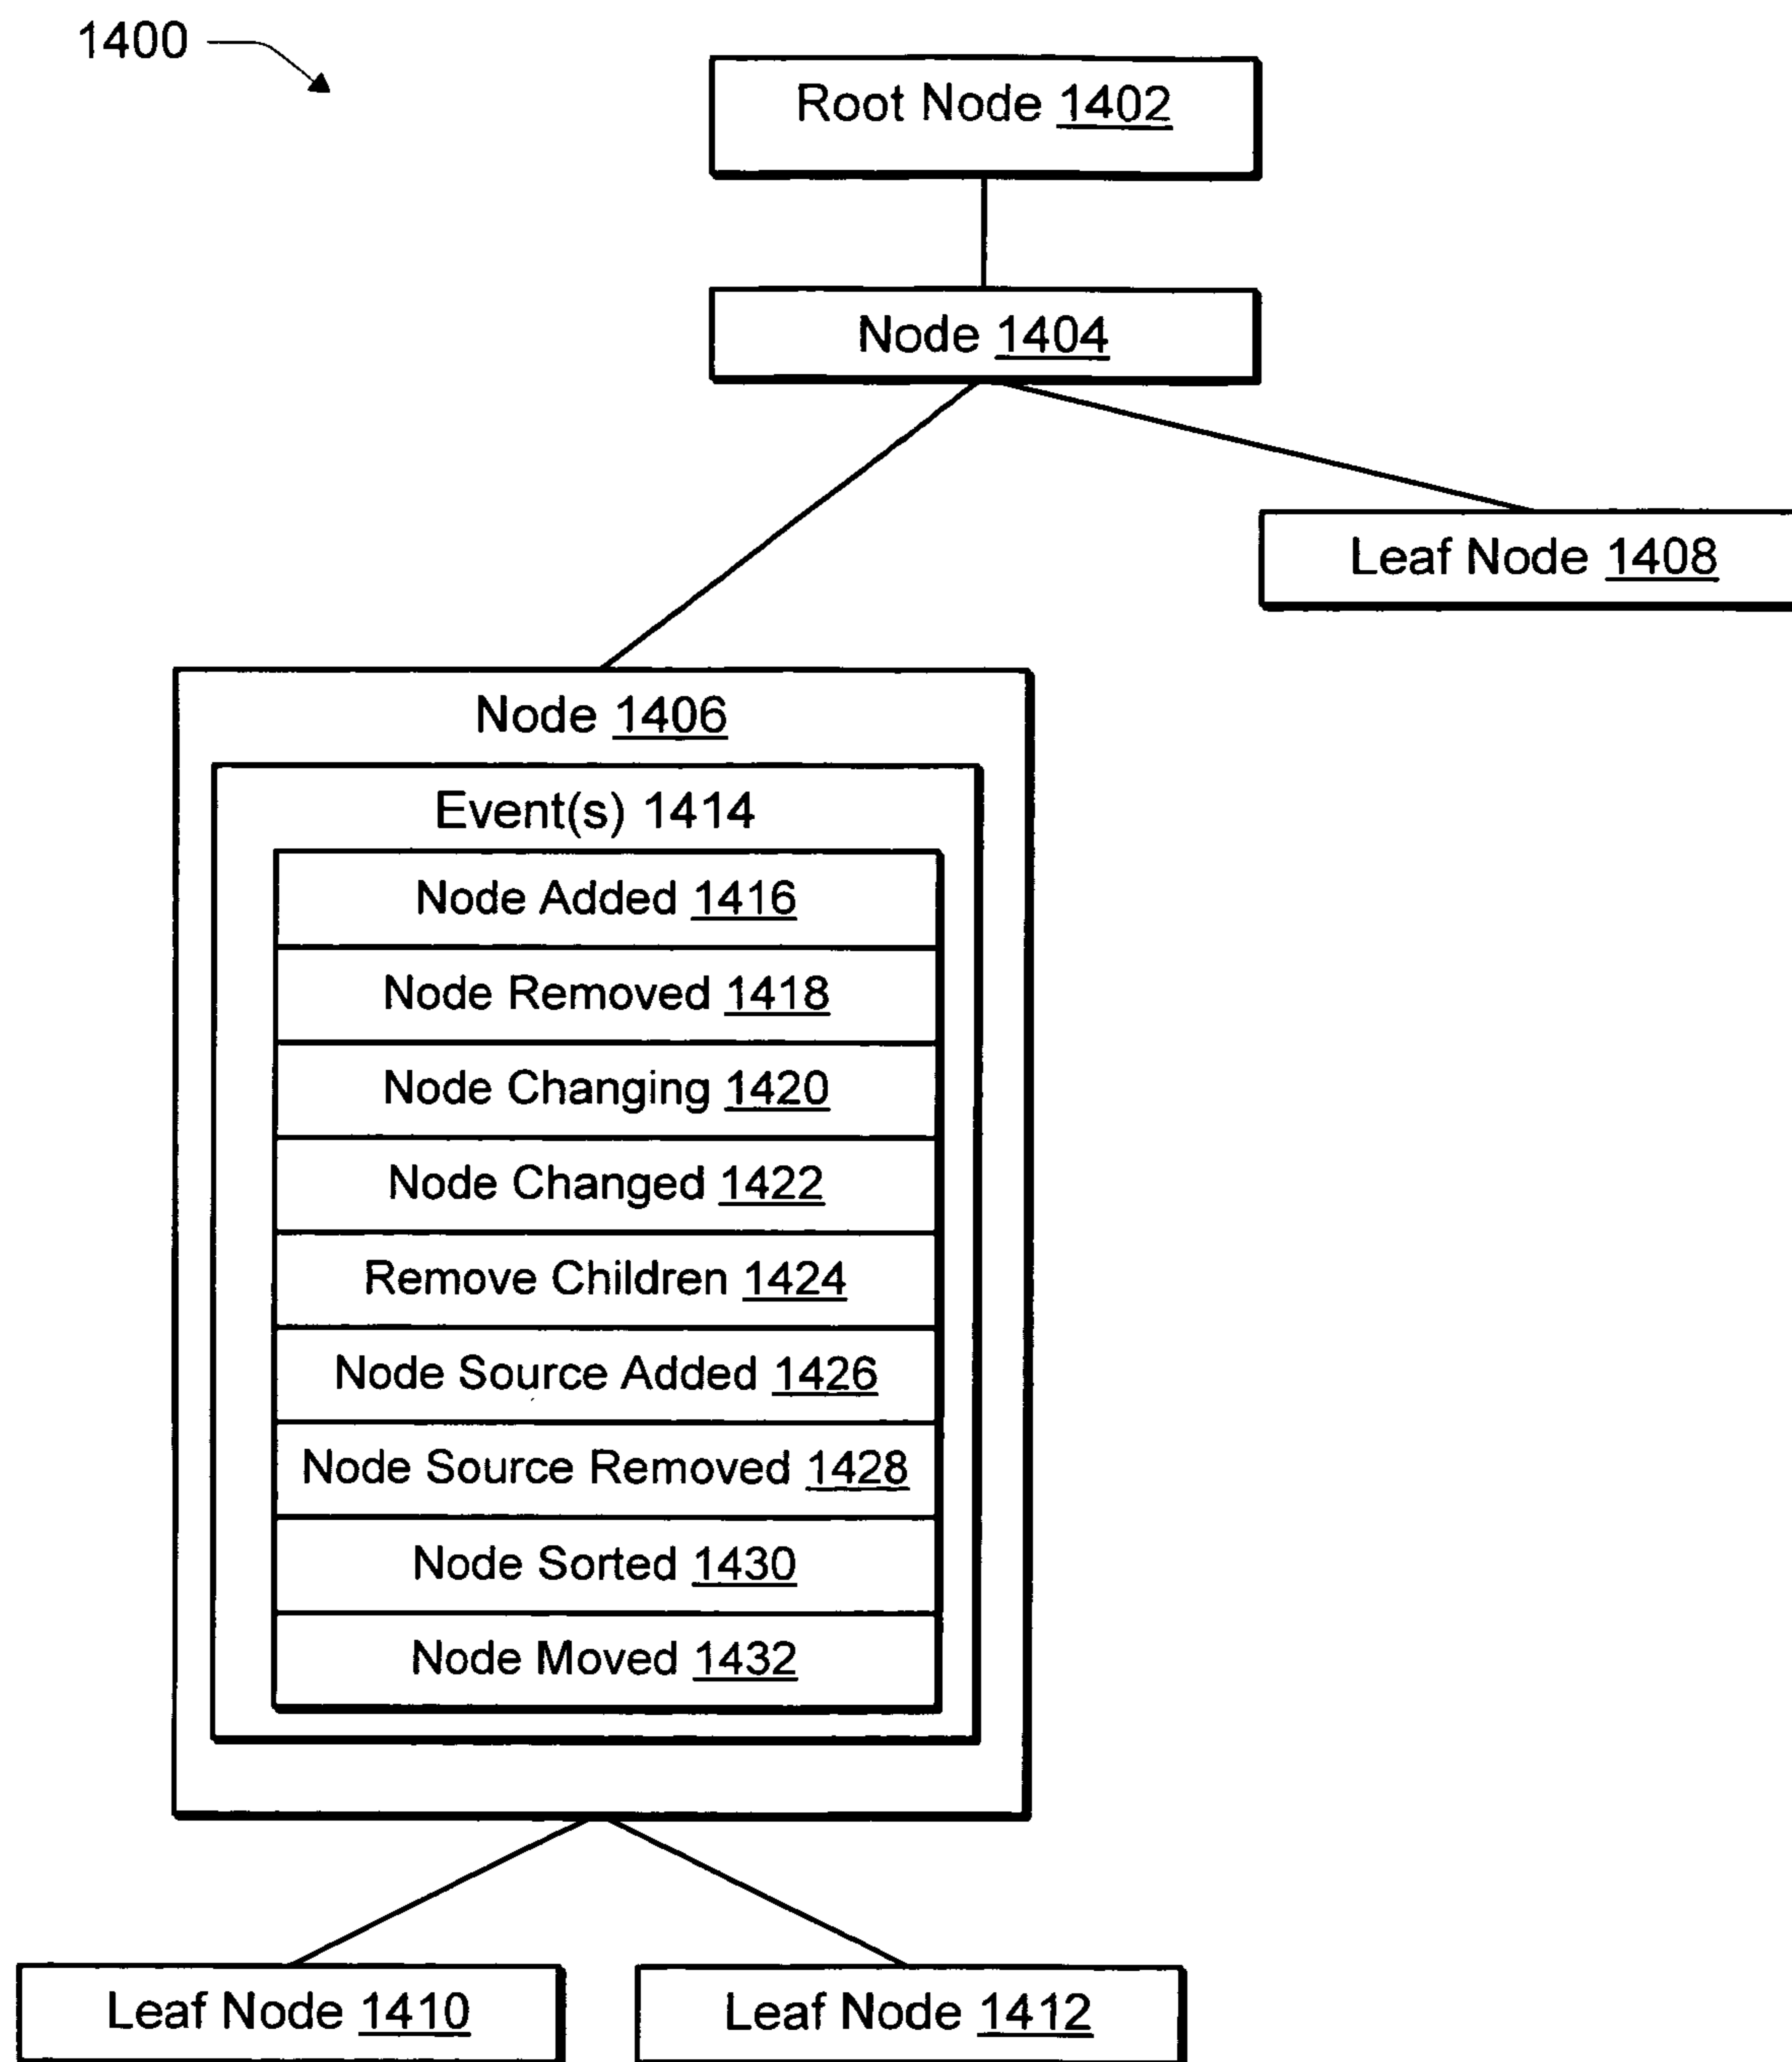 1400
Root Node 1402
Node 1404
Leaf Node 1408
Node 1406
Event(s) 1414
Node Added 1416
Node Removed 1418
Node Changing 1420
Node Changed 1422
Remove Children 1424
Node Source Added 1426
Node Source Removed 1428
Node Sorted 1430
Node Moved 1432
Leaf Node 1410
Leaf Node 1412